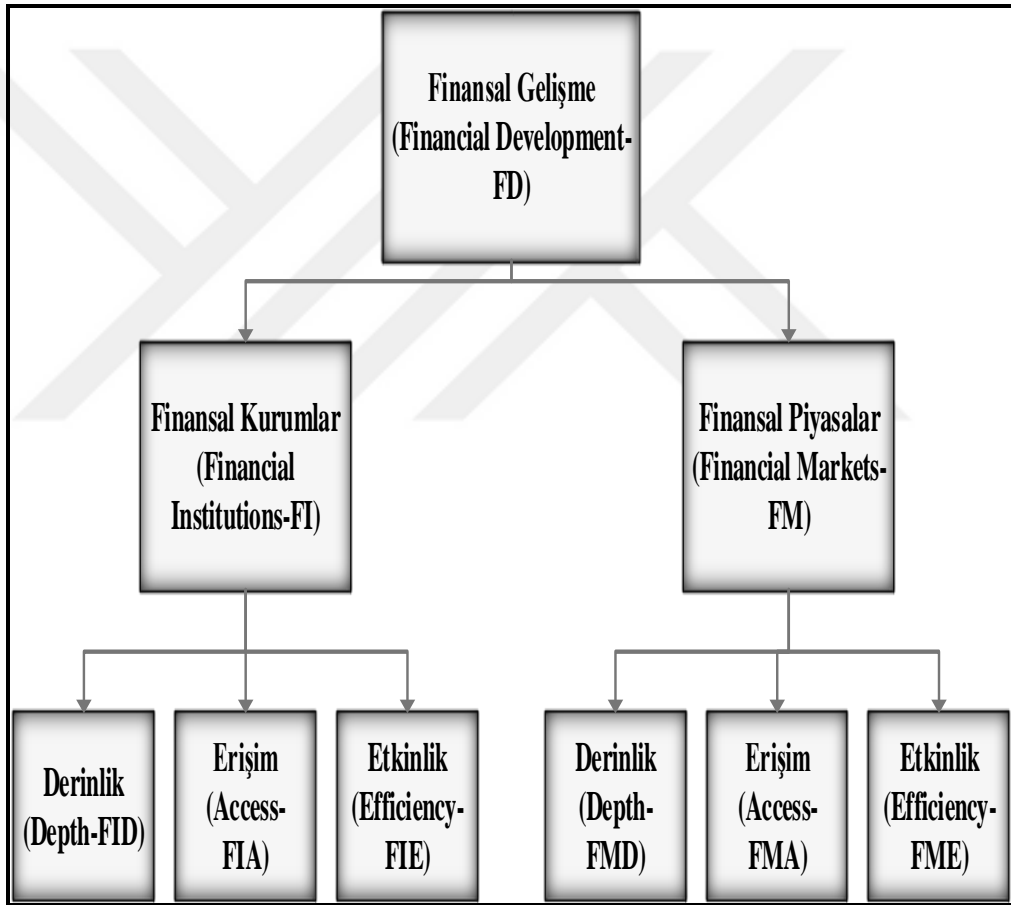 Finansal Gelişme
(Financial Development-
FD)
Finansal Kurumlar
(Financial
Institutions-FI)
Finansal Piyasalar
(Financial Markets-
FM)
Derinlik
(Depth-FID)
Erişim
(Access-
FIA)
Etkinlik
(Efficiency-
FIE)
Derinlik
(Depth-
FMD)
Erişim
(Access-
FMA)
Etkinlik
(Efficiency-
FME)